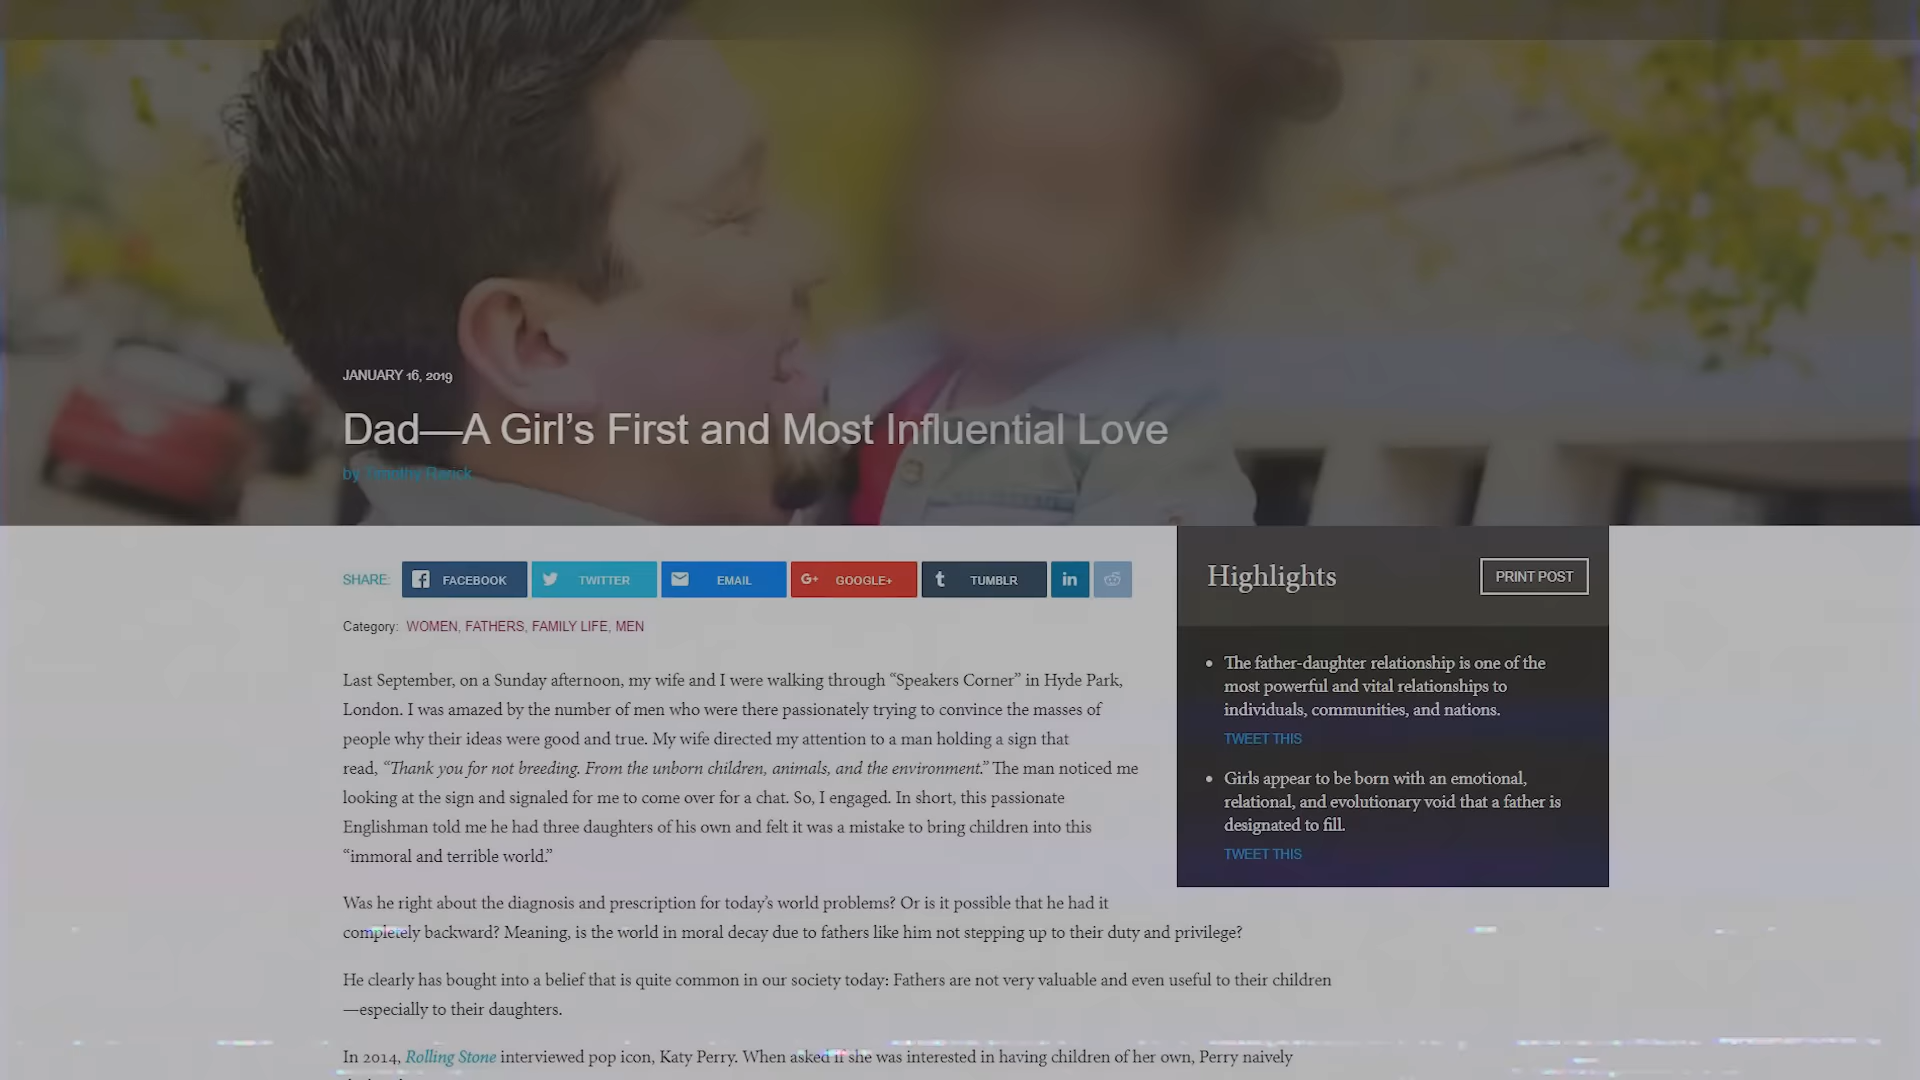 JANUARY 16, 2019
Dad—A Girl's First and Most Influential Love
by Timothy Rarick
SHARE: FACEBOOK TWITTER EMAIL GOOGLE+ TUMBLR
Category: WOMEN, FATHERS, FAMILY LIFE, MEN
Last September, on a Sunday afternoon, my wife and I were walking through “Speakers Corner” in Hyde Park,
London. I was amazed by the number of men who were there passionately trying to convince the masses of
people why their ideas were good and true. My wife directed my attention to a man holding a sign that
read, “Thank you for not breeding. From the unborn children, animals, and the environment.” The man noticed me
looking at the sign and signaled for me to come over for a chat. So, I engaged. In short, this passionate
Englishman told me he had three daughters of his own and felt it was a mistake to bring children into this
“immoral and terrible world.”
Was he right about the diagnosis and prescription for today’s world problems? Or is it possible that he had it
completely backward? Meaning, is the world in moral decay due to fathers like him not stepping up to their duty and privilege?
He clearly has bought into a belief that is quite common in our society today: Fathers are not very valuable and even useful to their children
—especially to their daughters.
In 2014, Rolling Stone interviewed pop icon, Katy Perry. When asked if she was interested in having children of her own, Perry naively
Highlights
PRINT POST
• The father-daughter relationship is one of the
most powerful and vital relationships to
individuals, communities, and nations.
TWEET THIS
• Girls appear to be born with an emotional,
relational, and evolutionary void that a father is
designated to fill.
TWEET THIS